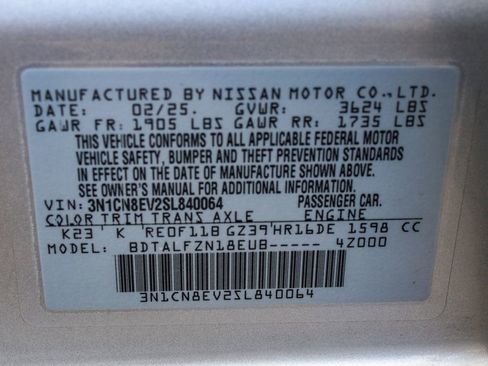 MANUFACTURED BY NISSAN MOTOR CO., LTD.
DATE: 02/25. GVWR: 3624 LBS
GAWR FR: 1905 LBS GAWR RR: 1735 LBS
THIS VEHICLE CONFORMS TO ALL APPLICABLE FEDERAL MOTOR
VEHICLE SAFETY, BUMPER AND THEFT PREVENTION STANDARDS
IN EFFECT ON THE DATE OF MANUFACTURE SHOWN ABOVE.
SEE OWNER'S MANUAL FOR ADDITIONAL INFORMATION
VIN: 3N1CN8EV2SL840064 PASSENGER CAR.
COLOR TRIM TRANS AXLE ENGINE
K23' K 'RE0F11B GZ39'HR16DE 1598 CC
MODEL: BDTALFZN18EUB----- 4Z000
3N1CN8EV2SL840064